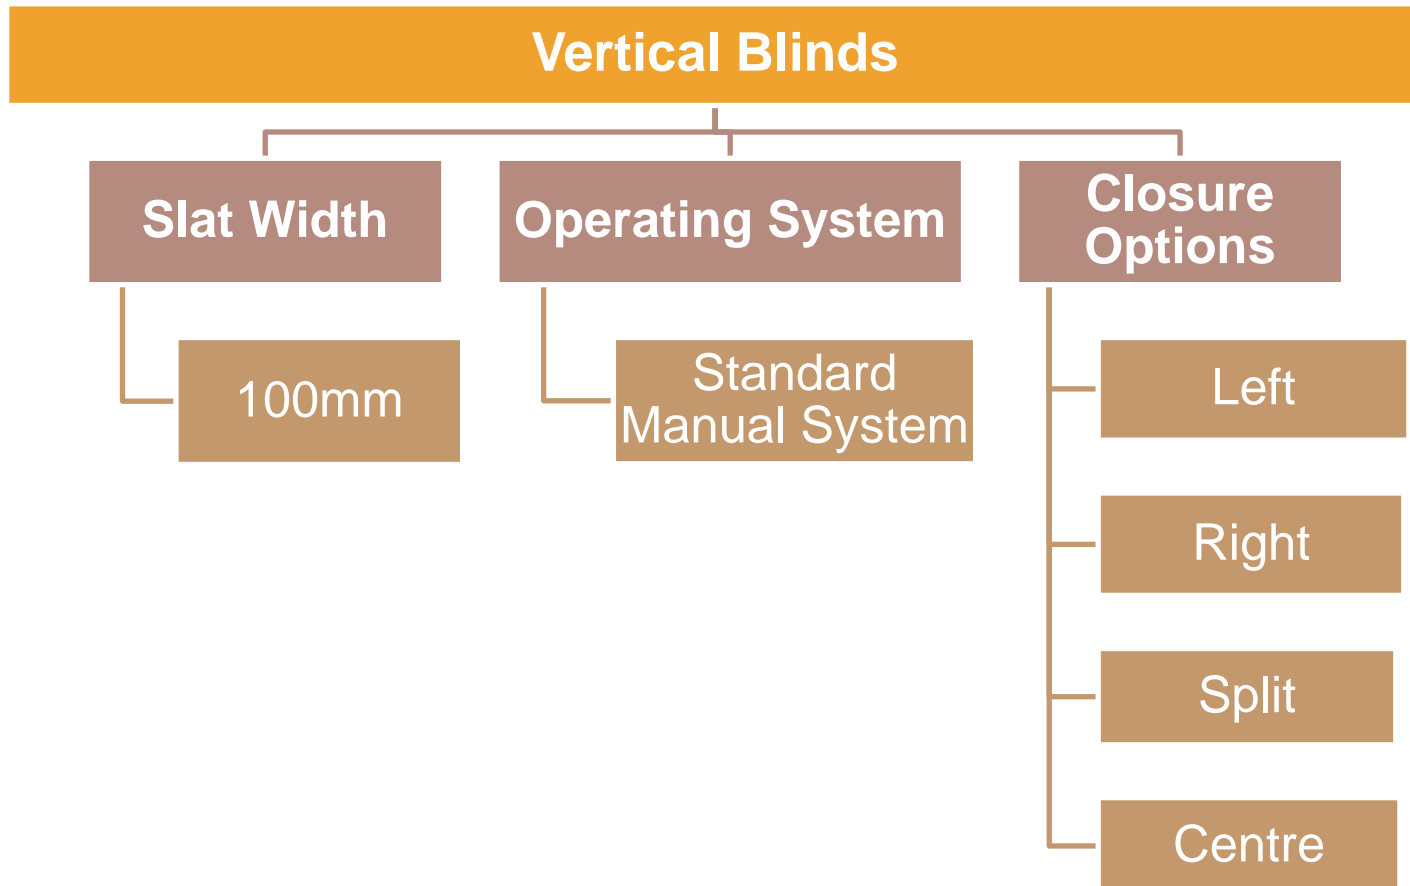 Vertical Blinds
Slat Width
100mm
Operating System
Standard
Manual System
Closure
Options
Left
Right
Split
Centre